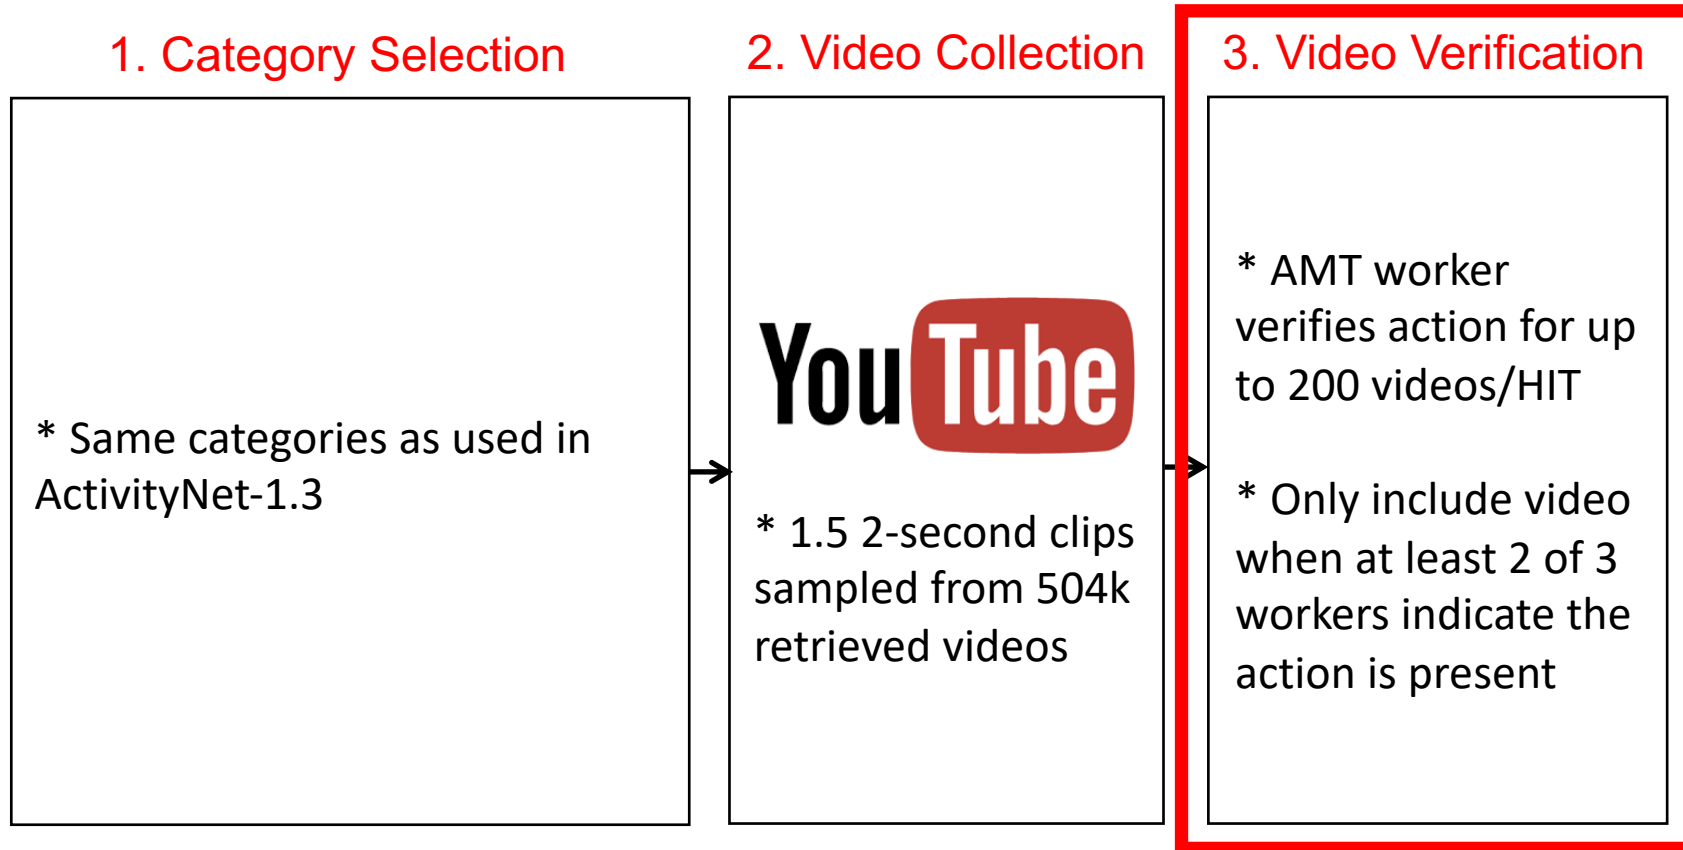 1. Category Selection
* Same categories as used in
ActivityNet-1.3
2. Video Collection
YouTube
* 1.5 2-second clips
sampled from 504k
retrieved videos
3. Video Verification
* AMT worker
verifies action for up
to 200 videos/HIT
* Only include video
when at least 2 of 3
workers indicate the
action is present